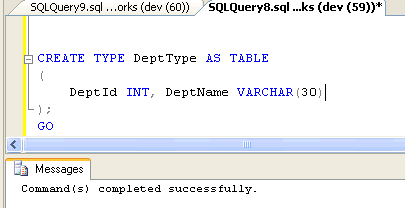 SQLQuery9.sql ...orks (dev (60)) SQLQuery8.sql ...ks (dev (59))*
CREATE TYPE DeptType AS TABLE
(
DeptId INT, DeptName VARCHAR(30)
);
GO
Messages
Command(s) completed successfully.